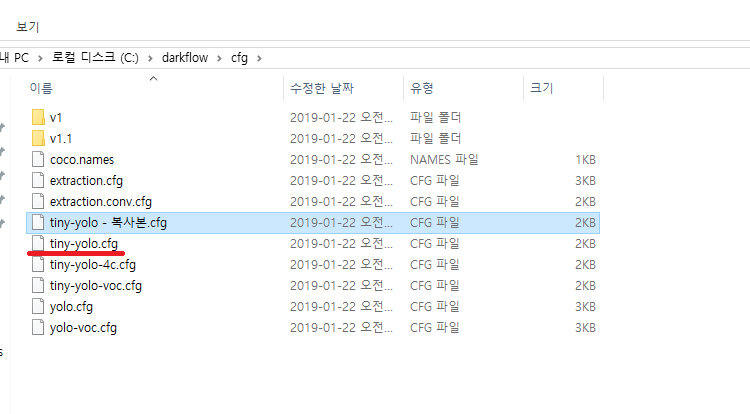 보기
내 PC > 로컬 디스크 (C:) > darkflow > cfg >
이름 수정한 날짜 유형 크기
v1 2019-01-22 오전... 파일 폴더
v1.1 2019-01-22 오전... 파일 폴더
coco.names 2019-01-22 오전... NAMES 파일 1KB
extraction.cfg 2019-01-22 오전... CFG 파일 3KB
extraction.conv.cfg 2019-01-22 오전... CFG 파일 2KB
tiny-yolo - 복사본.cfg 2019-01-22 오전... CFG 파일 2KB
tiny-yolo.cfg 2019-01-22 오전... CFG 파일 2KB
tiny-yolo-4c.cfg 2019-01-22 오전... CFG 파일 2KB
tiny-yolo-voc.cfg 2019-01-22 오전... CFG 파일 2KB
yolo.cfg 2019-01-22 오전... CFG 파일 3KB
yolo-voc.cfg 2019-01-22 오전... CFG 파일 3KB
s